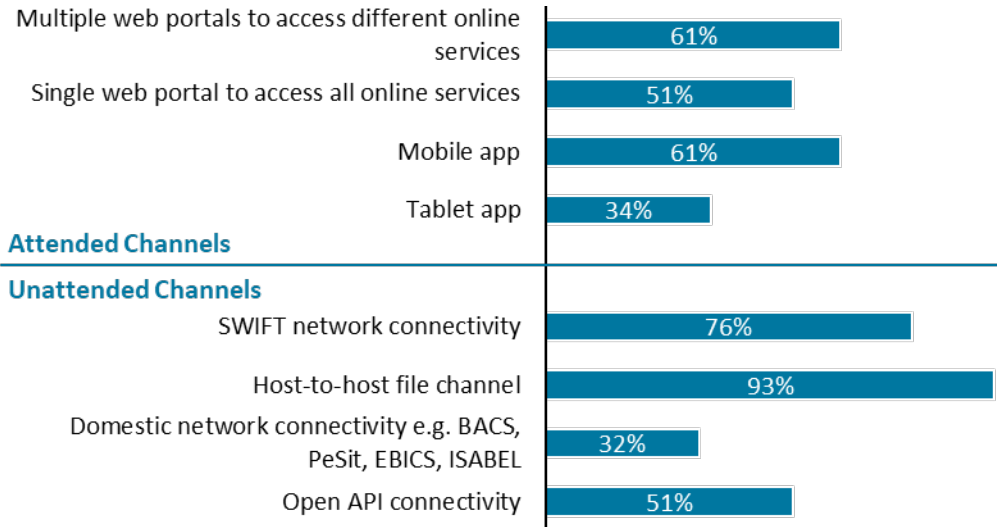 Multiple web portals to access different online
services
61%
Single web portal to access all online services
51%
Mobile app
61%
Tablet app
34%
Attended Channels
Unattended Channels
SWIFT network connectivity
76%
Host-to-host file channel
93%
Domestic network connectivity e.g. BACS,
PeSit, EBICS, ISABEL
32%
Open API connectivity
51%